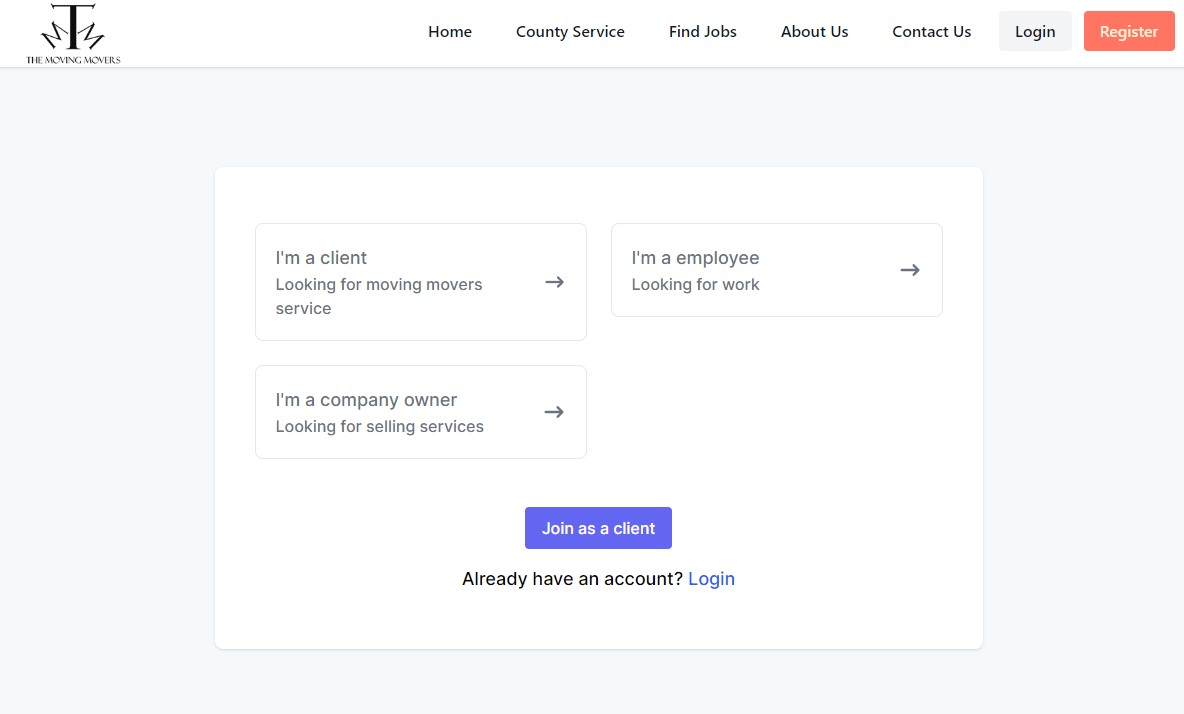 TMM
THE MOVING MOVERS
Home
County Service
Find Jobs
About Us
Contact Us
Login
Register
I'm a client
Looking for moving movers
service
I'm a employee
Looking for work
I'm a company owner
Looking for selling services
Join as a client
Already have an account? Login